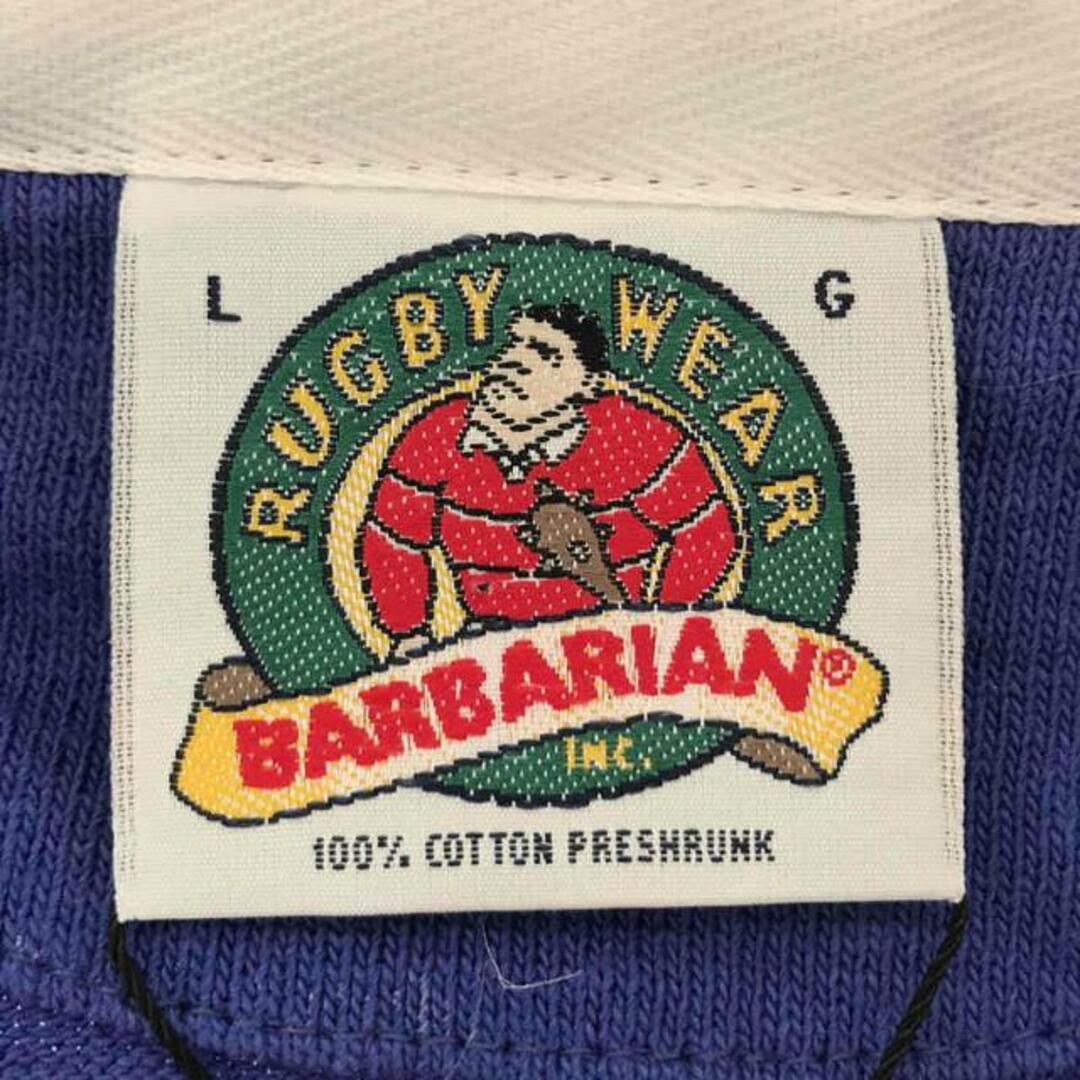 L G
RUGBY WEAR
BARBARIAN®
INC.
100% COTTON PRESHRUNK